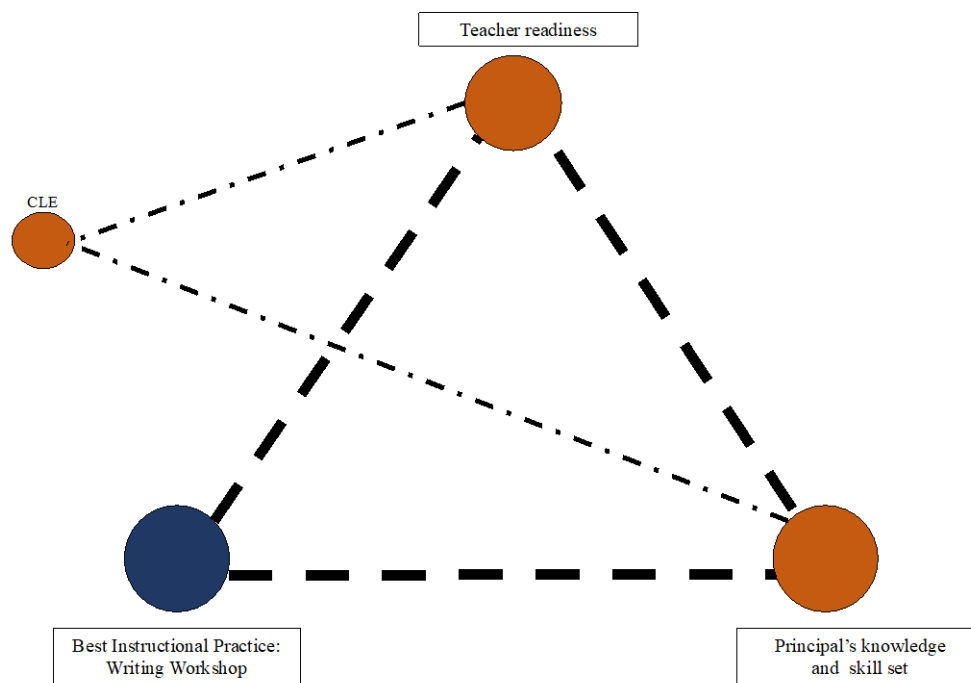 Teacher readiness
CLE
Best Instructional Practice:
Writing Workshop
Principal’s knowledge
and skill set